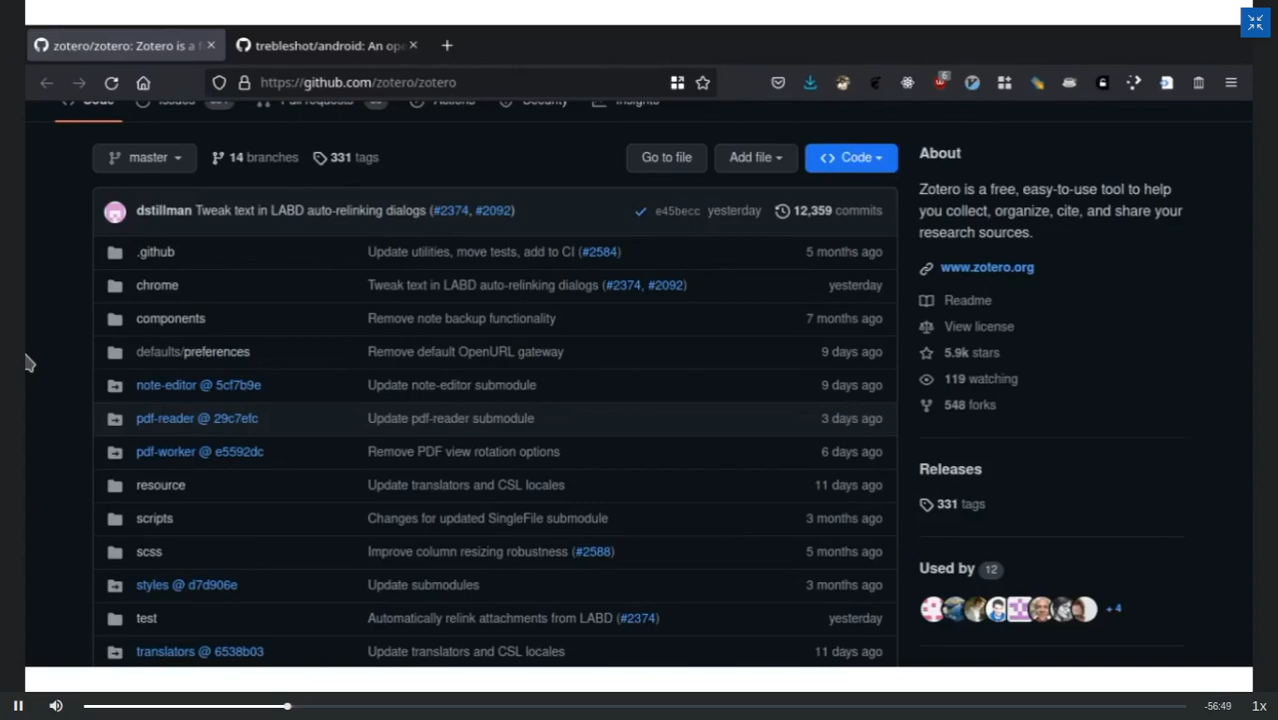 zotero/zotero: Zotero is a f
trebleshot/android: An ope
https://github.com/zotero/zotero
6
Code Issues Pull requests Actions Security Insights
master 14 branches 331 tags Go to file Add file Code
dstillman Tweak text in LABD auto-relinking dialogs (#2374, #2092) e45becc yesterday 12,359 commits
.github Update utilities, move tests, add to CI (#2584) 5 months ago
chrome Tweak text in LABD auto-relinking dialogs (#2374, #2092) yesterday
components Remove note backup functionality 7 months ago
defaults/preferences Remove default OpenURL gateway 9 days ago
note-editor @ 5cf7b9e Update note-editor submodule 9 days ago
pdf-reader @ 29c7efc Update pdf-reader submodule 3 days ago
pdf-worker @ e5592dc Remove PDF view rotation options 6 days ago
resource Update translators and CSL locales 11 days ago
scripts Changes for updated SingleFile submodule 3 months ago
scss Improve column resizing robustness (#2588) 5 months ago
styles @ d7d906e Update submodules 3 months ago
test Automatically relink attachments from LABD (#2374) yesterday
translators @ 6538b03 Update translators and CSL locales 11 days ago
About
Zotero is a free, easy-to-use tool to help
you collect, organize, cite, and share your
research sources.
www.zotero.org
Readme
View license
5.9k stars
119 watching
548 forks
Releases
331 tags
Used by 12
+ 4
-56:49 1x